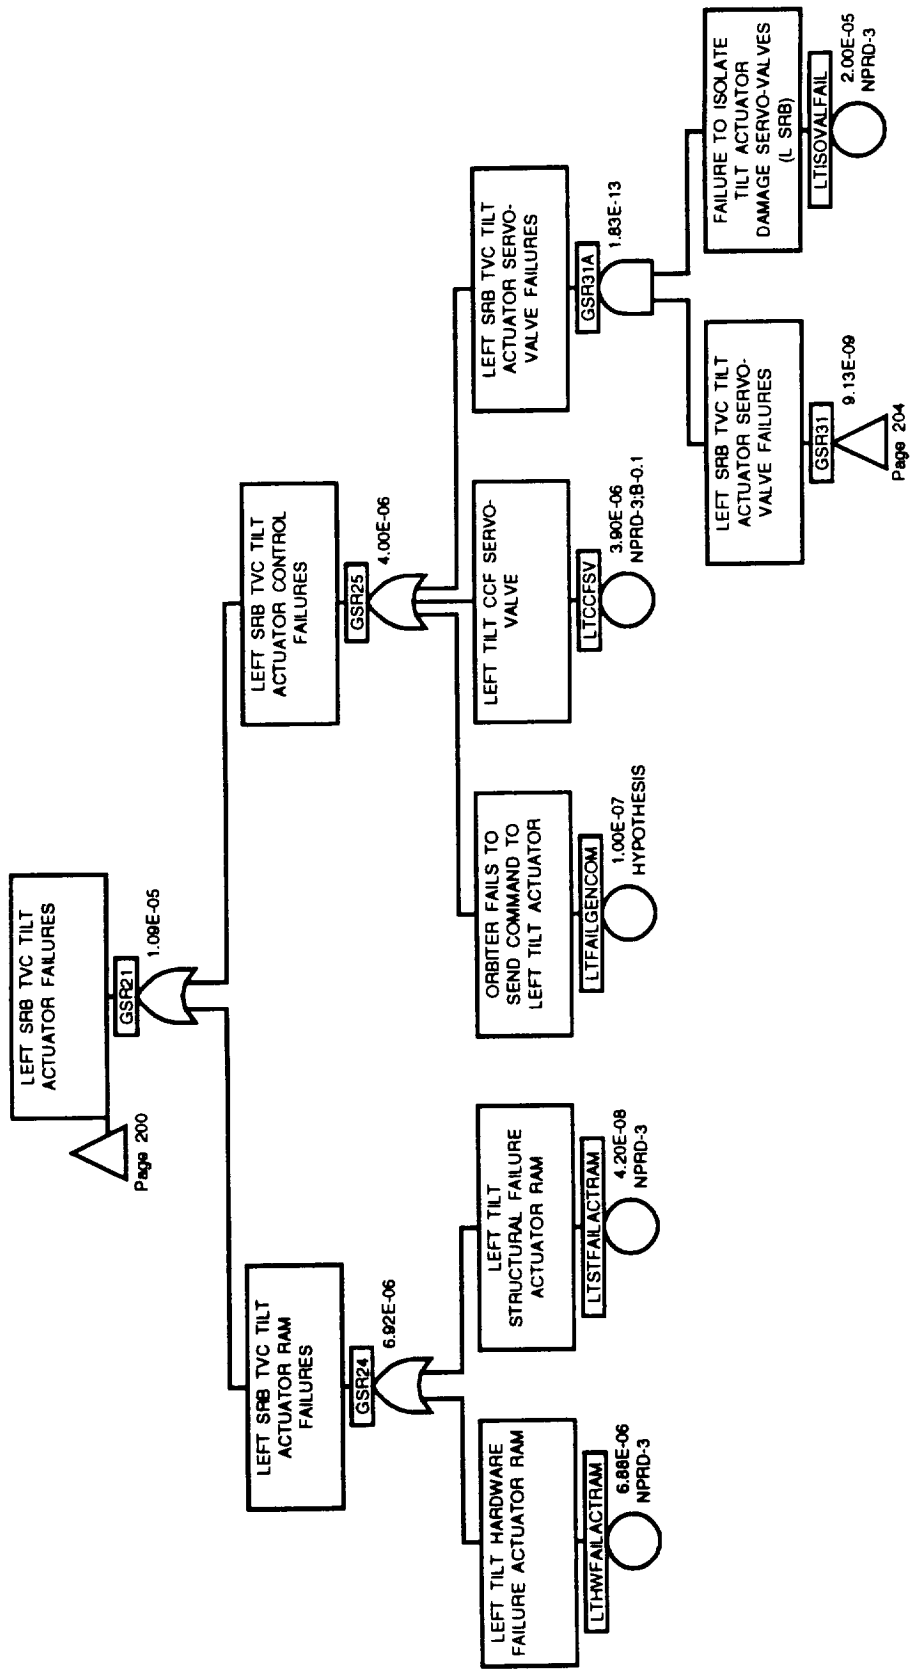 LEFT SRB TVC TILT
ACTUATOR FAILURES
GSR21
1.09E-05
Page 200
LEFT SRB TVC TILT
ACTUATOR RAM
FAILURES
GSR24
6.92E-06
LEFT SRB TVC TILT
ACTUATOR CONTROL
FAILURES
GSR25
4.00E-06
LEFT TILT HARDWARE
FAILURE ACTUATOR RAM
LTHWFAILACTRAM
6.88E-06
NPRD-3
LEFT TILT
STRUCTURAL FAILURE
ACTUATOR RAM
LTSTFAILACTRAM
4.20E-08
NPRD-3
ORBITER FAILS TO
SEND COMMAND TO
LEFT TILT ACTUATOR
LTFAILGENCOM
1.00E-07
HYPOTHESIS
LEFT TILT CCF SERVO-
VALVE
LTCCFSV
3.90E-06
NPRD-3;B-0.1
LEFT SRB TVC TILT
ACTUATOR SERVO-
VALVE FAILURES
GSR31A
1.83E-13
LEFT SRB TVC TILT
ACTUATOR SERVO-
VALVE FAILURES
GSR31
9.13E-09
Page 204
FAILURE TO ISOLATE
TILT ACTUATOR
DAMAGE SERVO-VALVES
(L SRB)
LTISOVALFAIL
2.00E-05
NPRD-3